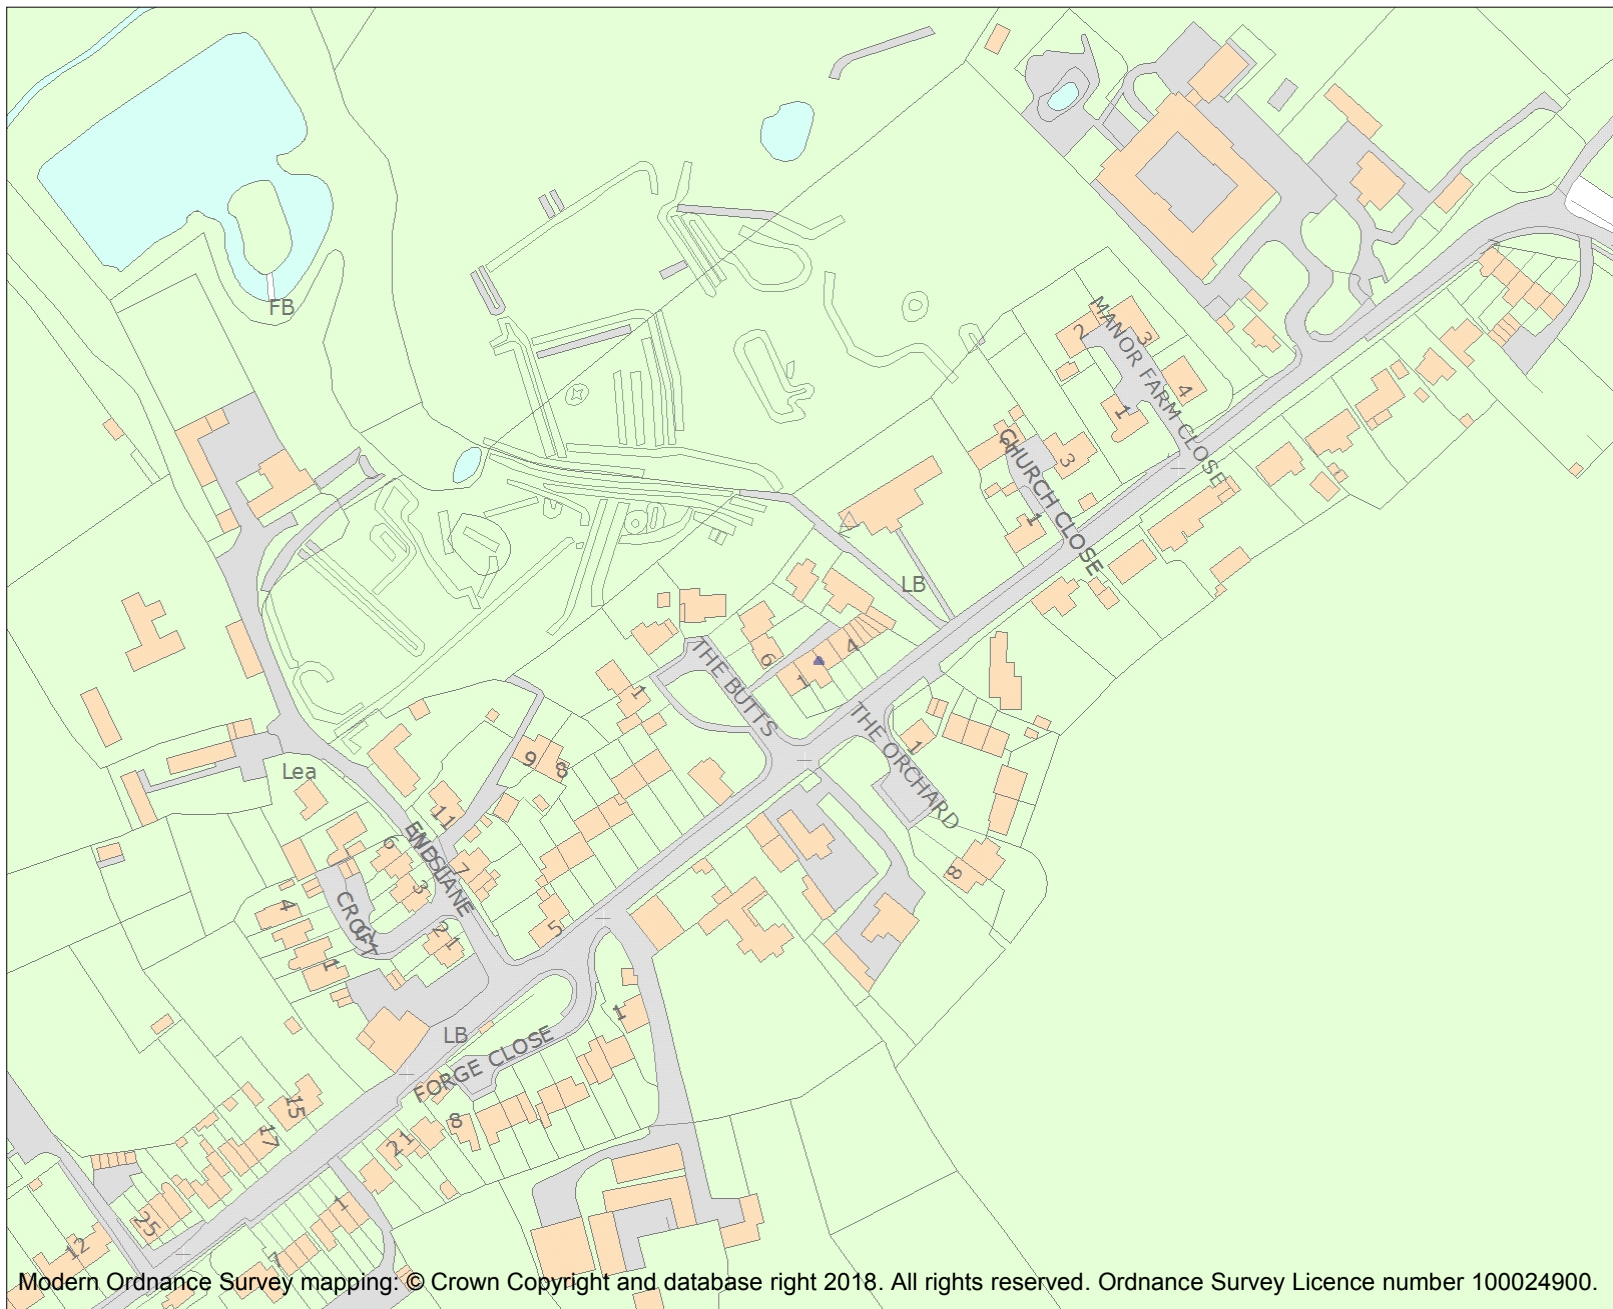 FB
MANOR FARM CLOSE
2
3
4
1
CHURCH CLOSE
3
1
LB
THE BUTTS
6
4
1
1
THE ORCHARD
1
8
Lea
9
8
11
6
7
3
4
CROFT
2
1
1
5
LB
FORGE CLOSE
1
8
15
17
21
25
12
1
7
Modern Ordnance Survey mapping: © Crown Copyright and database right 2018. All rights reserved. Ordnance Survey Licence number 100024900.